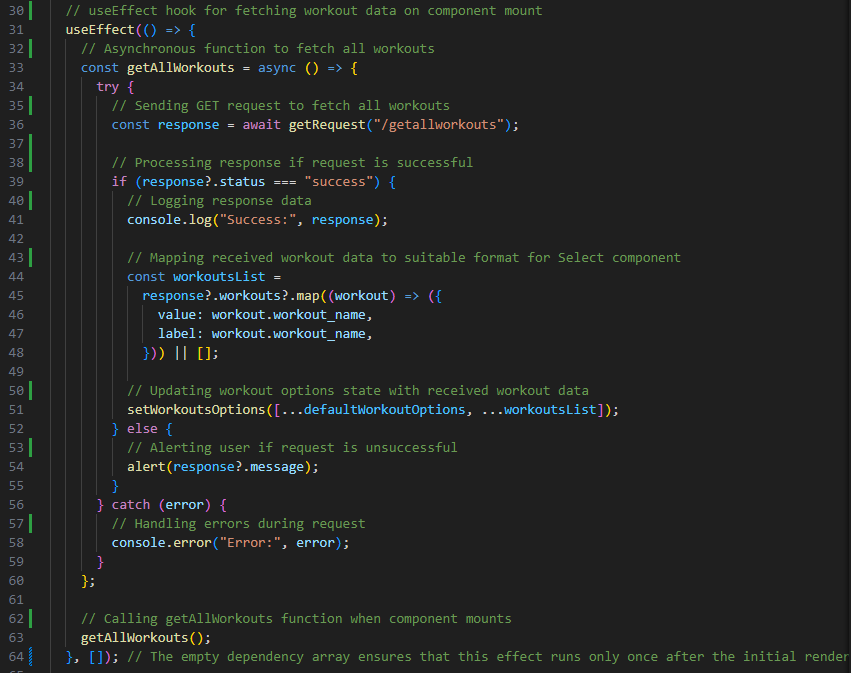 30 // useEffect hook for fetching workout data on component mount
31 useEffect(() => {
32 // Asynchronous function to fetch all workouts
33 const getAllWorkouts = async () => {
34 try {
35 // Sending GET request to fetch all workouts
36 const response = await getRequest("/getallworkouts");
37
38 // Processing response if request is successful
39 if (response?.status === "success") {
40 // Logging response data
41 console.log("Success:", response);
42
43 // Mapping received workout data to suitable format for Select component
44 const workoutsList =
45 response?.workouts?.map((workout) => ({
46 value: workout.workout_name,
47 label: workout.workout_name,
48 })) || [];
49
50 // Updating workout options state with received workout data
51 setWorkoutsOptions([...defaultWorkoutOptions, ...workoutsList]);
52 } else {
53 // Alerting user if request is unsuccessful
54 alert(response?.message);
55 }
56 } catch (error) {
57 // Handling errors during request
58 console.error("Error:", error);
59 }
60 };
61
62 // Calling getAllWorkouts function when component mounts
63 getAllWorkouts();
64 }, []); // The empty dependency array ensures that this effect runs only once after the initial render